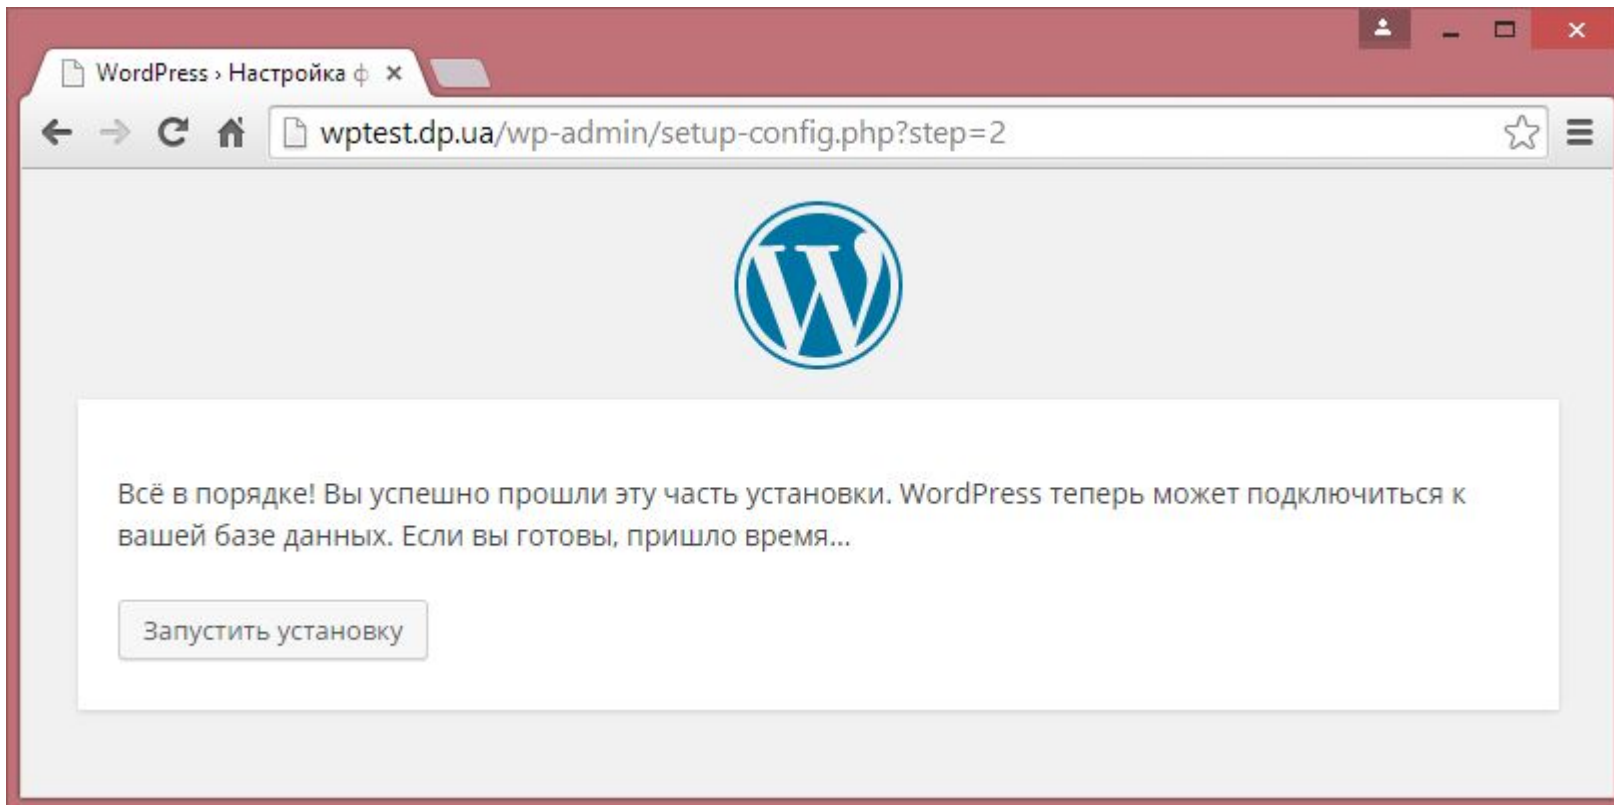 WordPress › Настройка ф
wptest.dp.ua/wp-admin/setup-config.php?step=2
Всё в порядке! Вы успешно прошли эту часть установки. WordPress теперь может подключиться к
вашей базе данных. Если вы готовы, пришло время...
Запустить установку